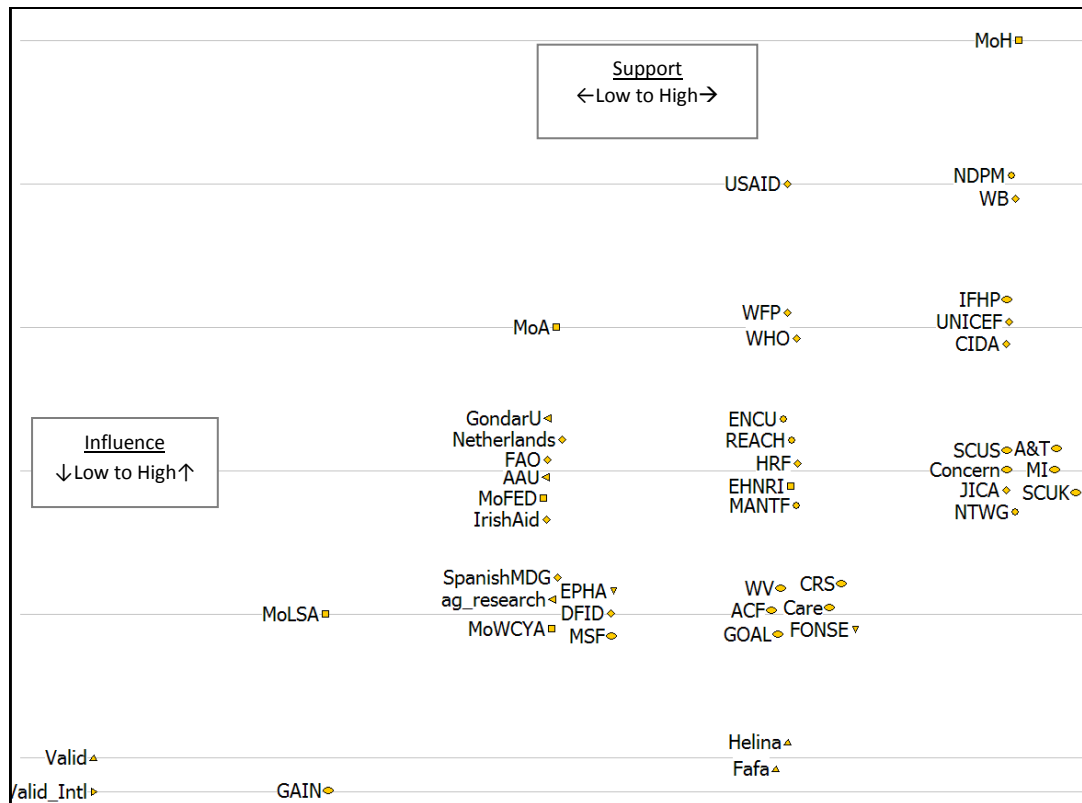 MoH
Support
←Low to High→
NDPM
USAID
WB
IFHP
WFP
UNICEF
MoA
WHO
CIDA
GondarU
ENCU
Influence
↓Low to High↑
Netherlands
REACH
SCUS
A&T
FAO
HRF
Concern
MI
AAU
EHNRI
JICA
SCUK
MoFED
MANTF
NTWG
IrishAid
SpanishMDG
EPHA
WV
CRS
ag_research
MoLSA
DFID
ACF
Care
MoWCYA
MSF
GOAL
FONSE
Helina
Valid
Fafa
Valid_Intl
GAIN